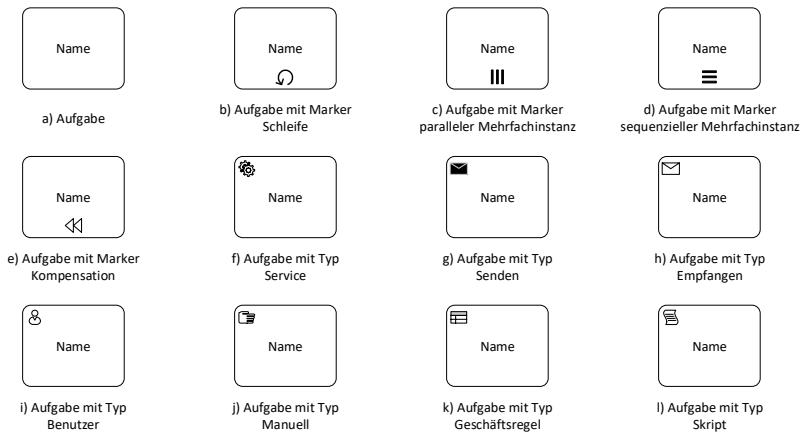 Name
a) Aufgabe
Name
b) Aufgabe mit Marker
Schleife
Name
c) Aufgabe mit Marker
paralleler Mehrfachinstanz
Name
d) Aufgabe mit Marker
sequenzieller Mehrfachinstanz
Name
e) Aufgabe mit Marker
Kompensation
Name
f) Aufgabe mit Typ
Service
Name
g) Aufgabe mit Typ
Senden
Name
h) Aufgabe mit Typ
Empfangen
Name
i) Aufgabe mit Typ
Benutzer
Name
j) Aufgabe mit Typ
Manuell
Name
k) Aufgabe mit Typ
Geschäftsregel
Name
l) Aufgabe mit Typ
Skript